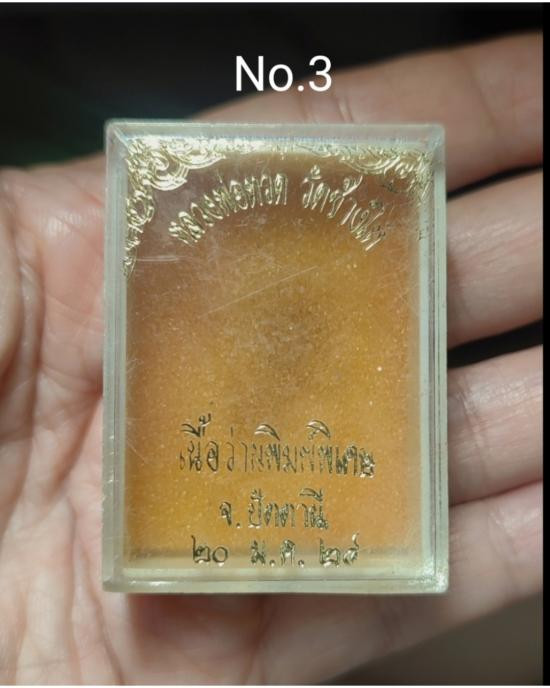 No.3
หลวงพ่อทวด วัดช้างให้
เนื้อว่านพิมพ์พิเศษ
จ.ปัตตานี
๒๐ ม.ค. ๒๙